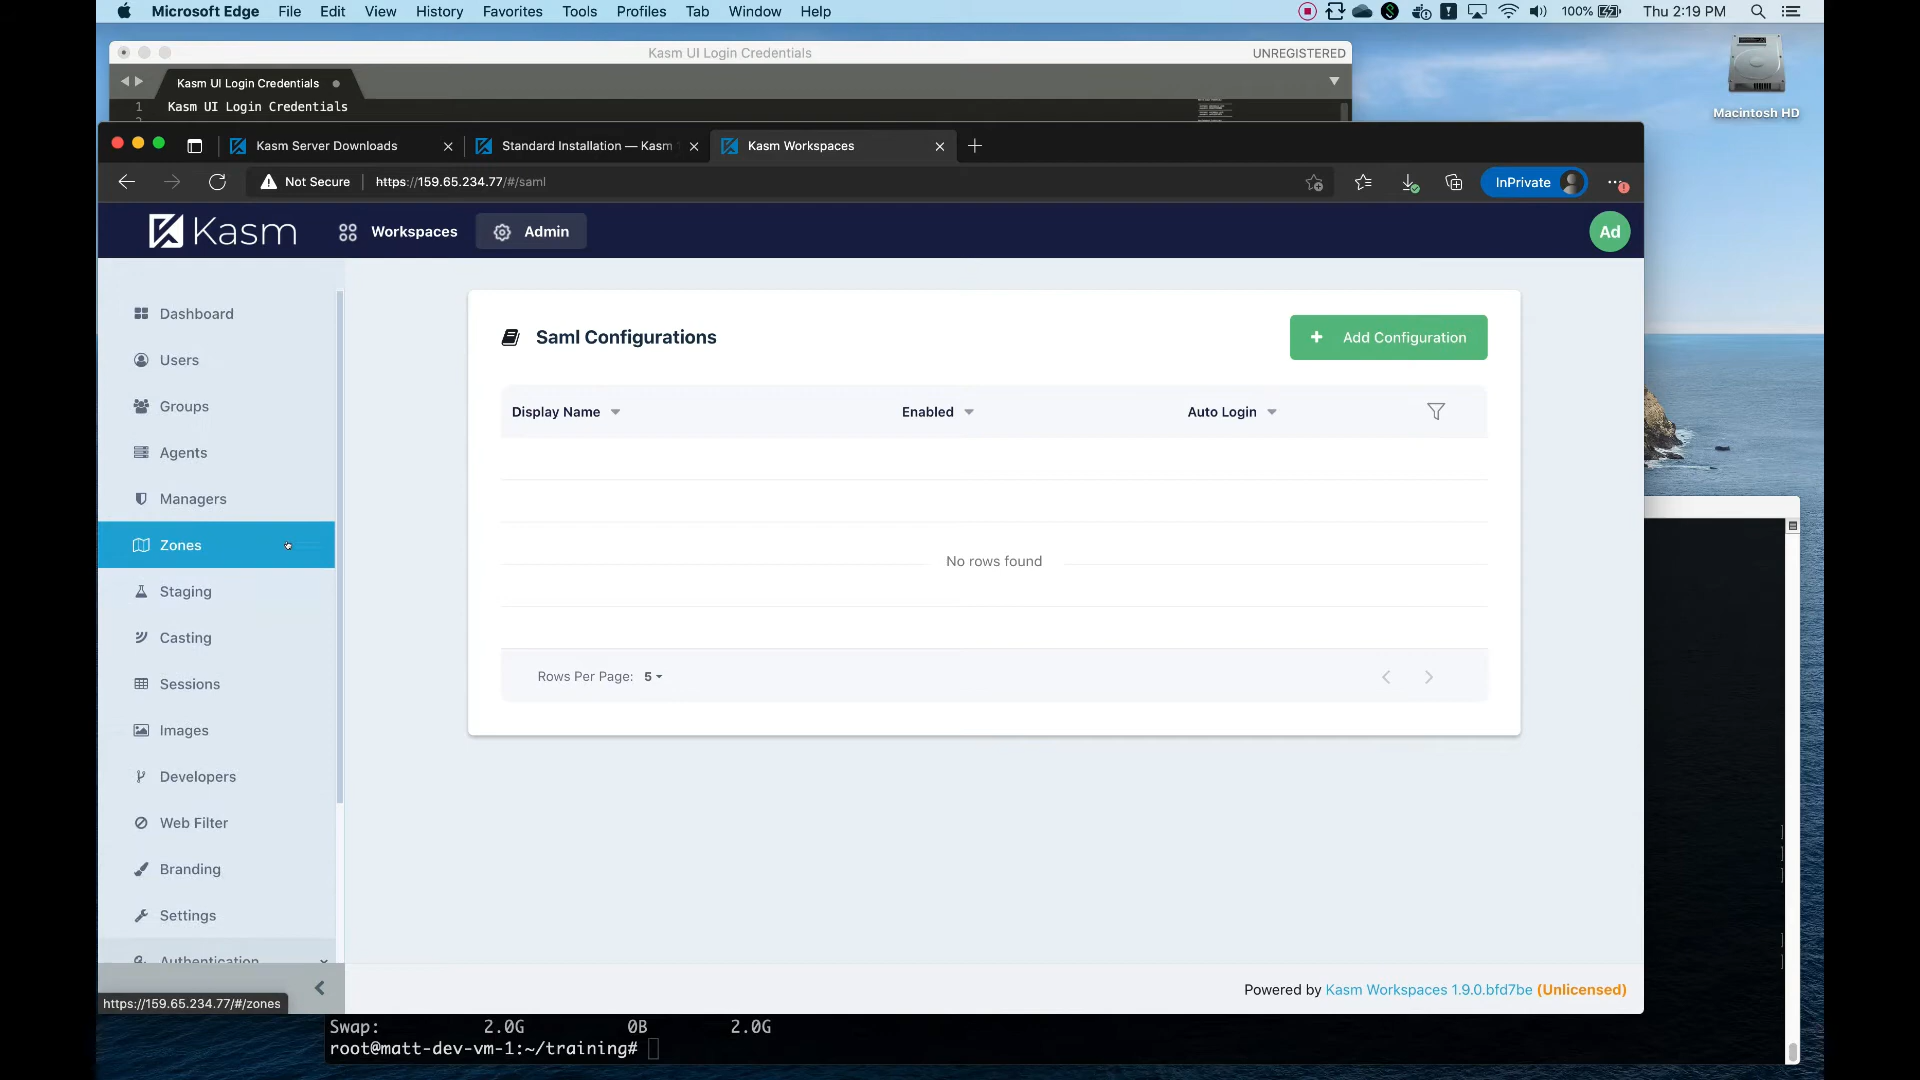 Microsoft Edge File Edit View History Favorites Tools Profiles Tab Window Help 100% Thu 2:19 PM
Kasm UI Login Credentials UNREGISTERED
Kasm UI Login Credentials
1 Kasm UI Login Credentials
2
Macintosh HD
Kasm Server Downloads Standard Installation — Kasm Kasm Workspaces
Not Secure https://159.65.234.77/#/saml InPrivate
Kasm Workspaces Admin Ad
Dashboard
Users
Groups
Agents
Managers
Zones
Staging
Casting
Sessions
Images
Developers
Web Filter
Branding
Settings
Authentication
Saml Configurations + Add Configuration
Display Name Enabled Auto Login
No rows found
Rows Per Page: 5
Powered by Kasm Workspaces 1.9.0.bfd7be (Unlicensed)
https://159.65.234.77/#/zones
Swap: 2.0G 0B 2.0G
root@matt-dev-vm-1:~/training#